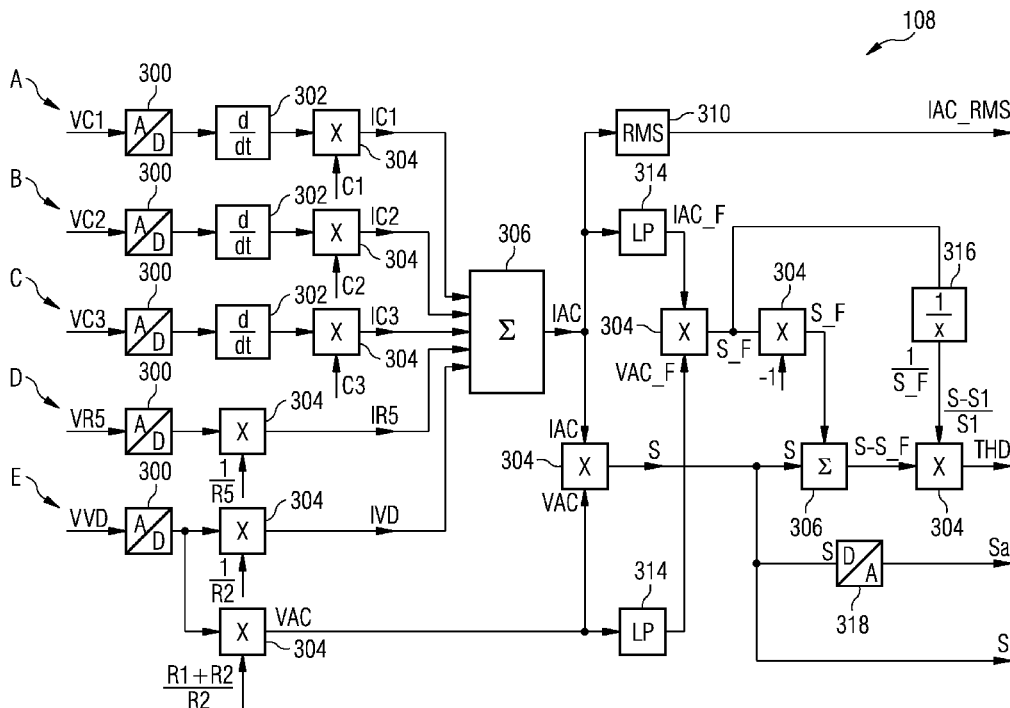 108
A
300
VC1
A/D
302
d/dt
X
IC1
304
C1
310
RMS
IAC_RMS
B
300
VC2
A/D
302
d/dt
X
IC2
304
C2
314
LP
IAC_F
C
300
VC3
A/D
302
d/dt
X
IC3
304
C3
306
Σ
IAC
304
X
VAC_F
S_F
304
X
-1
S_F
316
1/x
1/S_F
S-S1/S1
D
300
VR5
A/D
304
X
IR5
1/R5
IAC
304
X
VAC
S
S
Σ
306
S-S_F
X
304
THD
E
300
VVD
A/D
304
X
IVD
1/R2
S
D/A
318
Sa
X
304
VAC
R1+R2/R2
314
LP
S